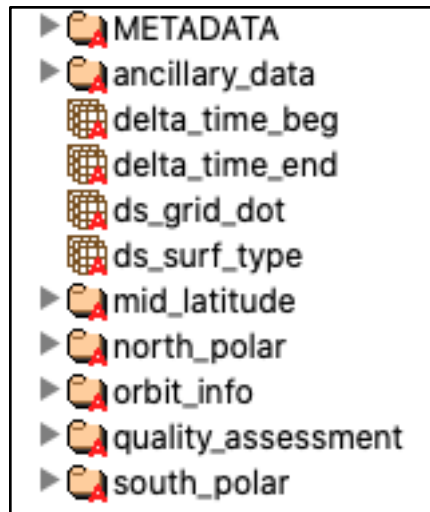 METADATA
ancillary_data
delta_time_beg
delta_time_end
ds_grid_dot
ds_surf_type
mid_latitude
north_polar
orbit_info
quality_assessment
south_polar